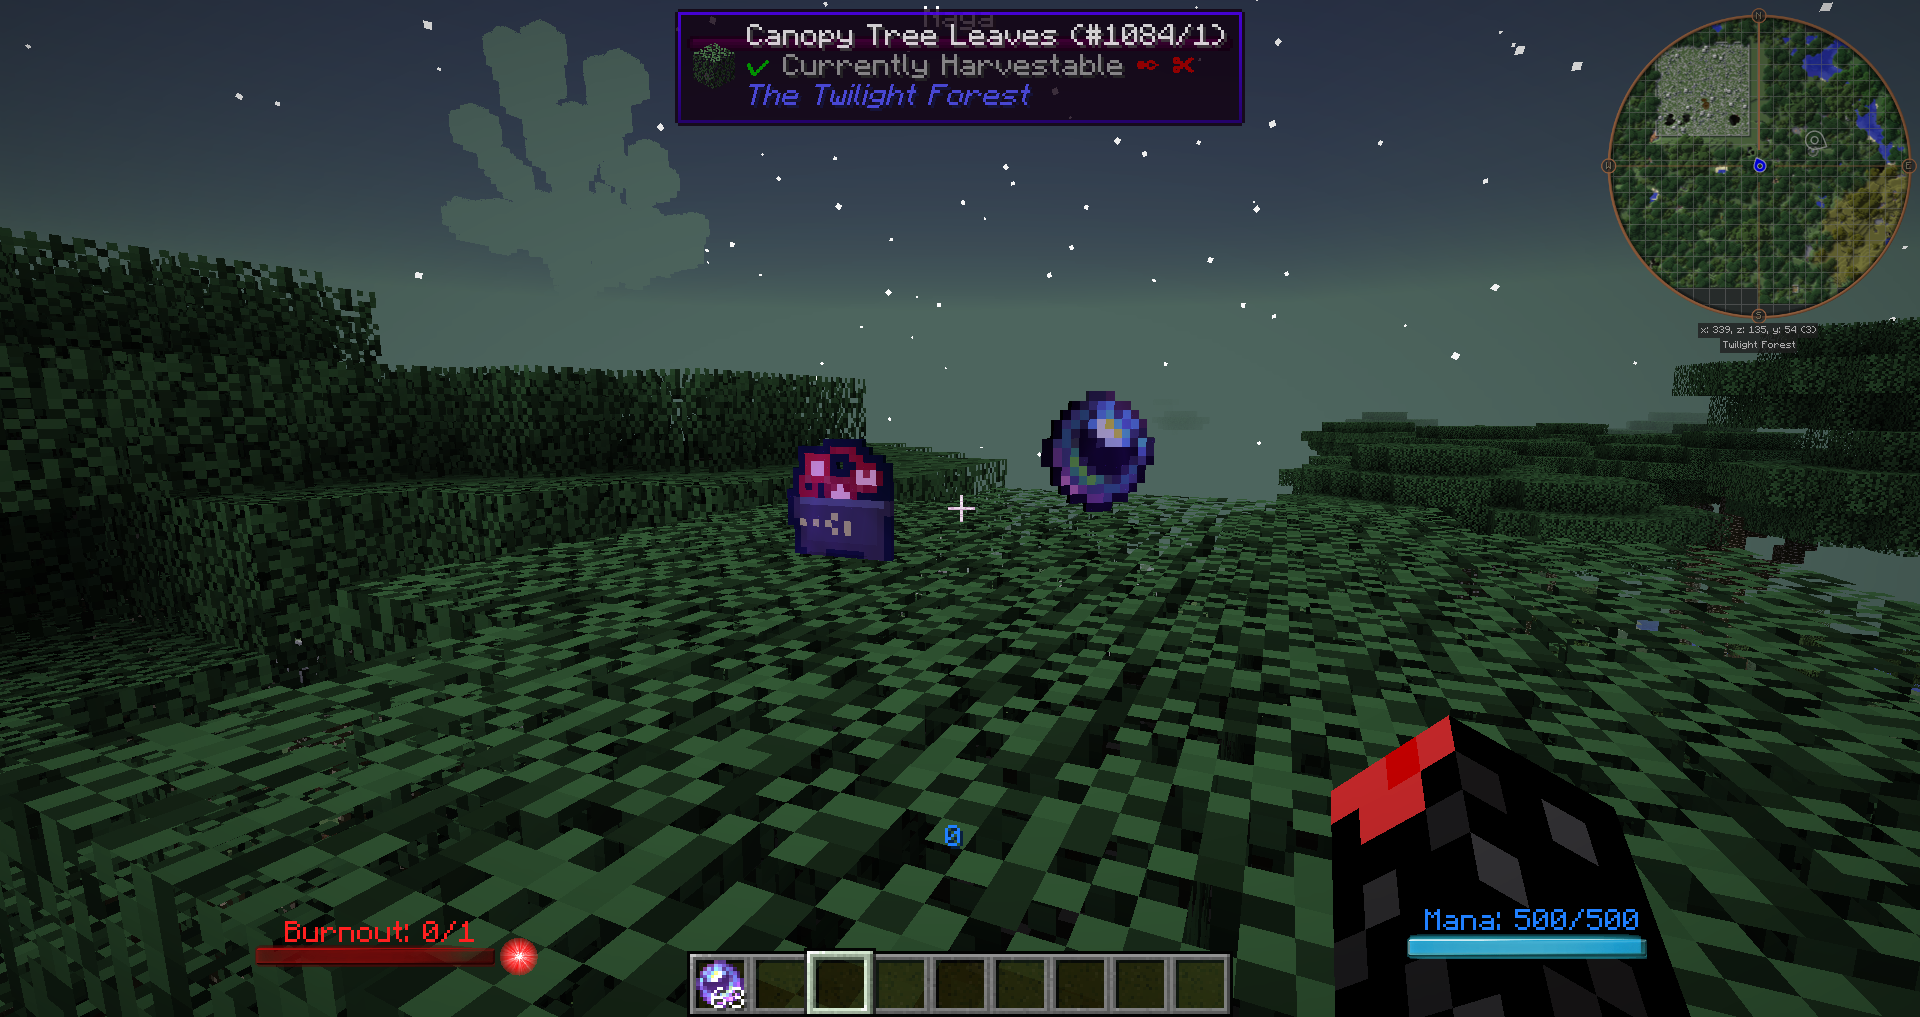 Naga
Canopy Tree Leaves (#1084/1)
Currently Harvestable
The Twilight Forest
N
W
E
S
x: 339, z: 135, y: 54 (3)
Twilight Forest
0
Burnout: 0/1
Mana: 500/500